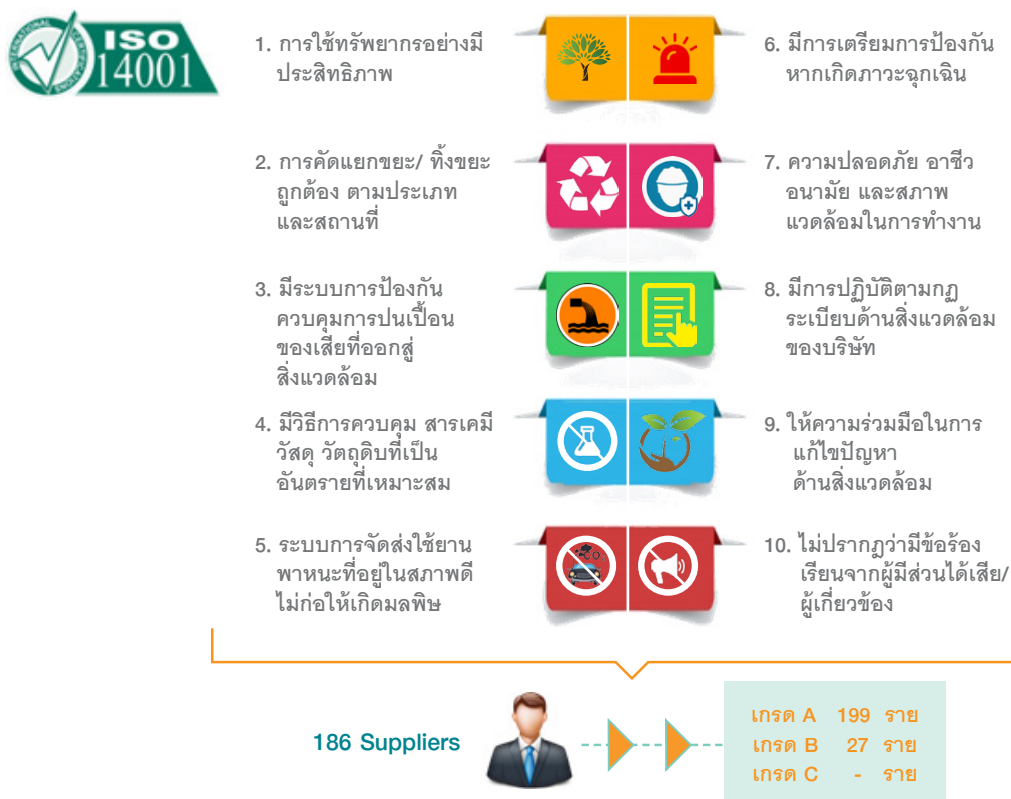 INTERNATIONAL CERTIFICATIONS
ISO
14001
1. การใช้ทรัพยากรอย่างมี
ประสิทธิภาพ
2. การคัดแยกขยะ/ ทิ้งขยะ
ถูกต้อง ตามประเภท
และสถานที่
3. มีระบบการป้องกัน
ควบคุมการปนเปื้อน
ของเสียที่ออกสู่
สิ่งแวดล้อม
4. มีวิธีการควบคุม สารเคมี
วัสดุ วัตถุดิบที่เป็น
อันตรายที่เหมาะสม
5. ระบบการจัดส่งใช้ยาน
พาหนะที่อยู่ในสภาพดี
ไม่ก่อให้เกิดมลพิษ
6. มีการเตรียมการป้องกัน
หากเกิดภาวะฉุกเฉิน
7. ความปลอดภัย อาชีว
อนามัย และสภาพ
แวดล้อมในการทำงาน
8. มีการปฏิบัติตามกฏ
ระเบียบด้านสิ่งแวดล้อม
ของบริษัท
9. ให้ความร่วมมือในการ
แก้ไขปัญหา
ด้านสิ่งแวดล้อม
10. ไม่ปรากฏว่ามีข้อร้อง
เรียนจากผู้มีส่วนได้เสีย/
ผู้เกี่ยวข้อง
186 Suppliers
เกรด A 199 ราย
เกรด B 27 ราย
เกรด C - ราย